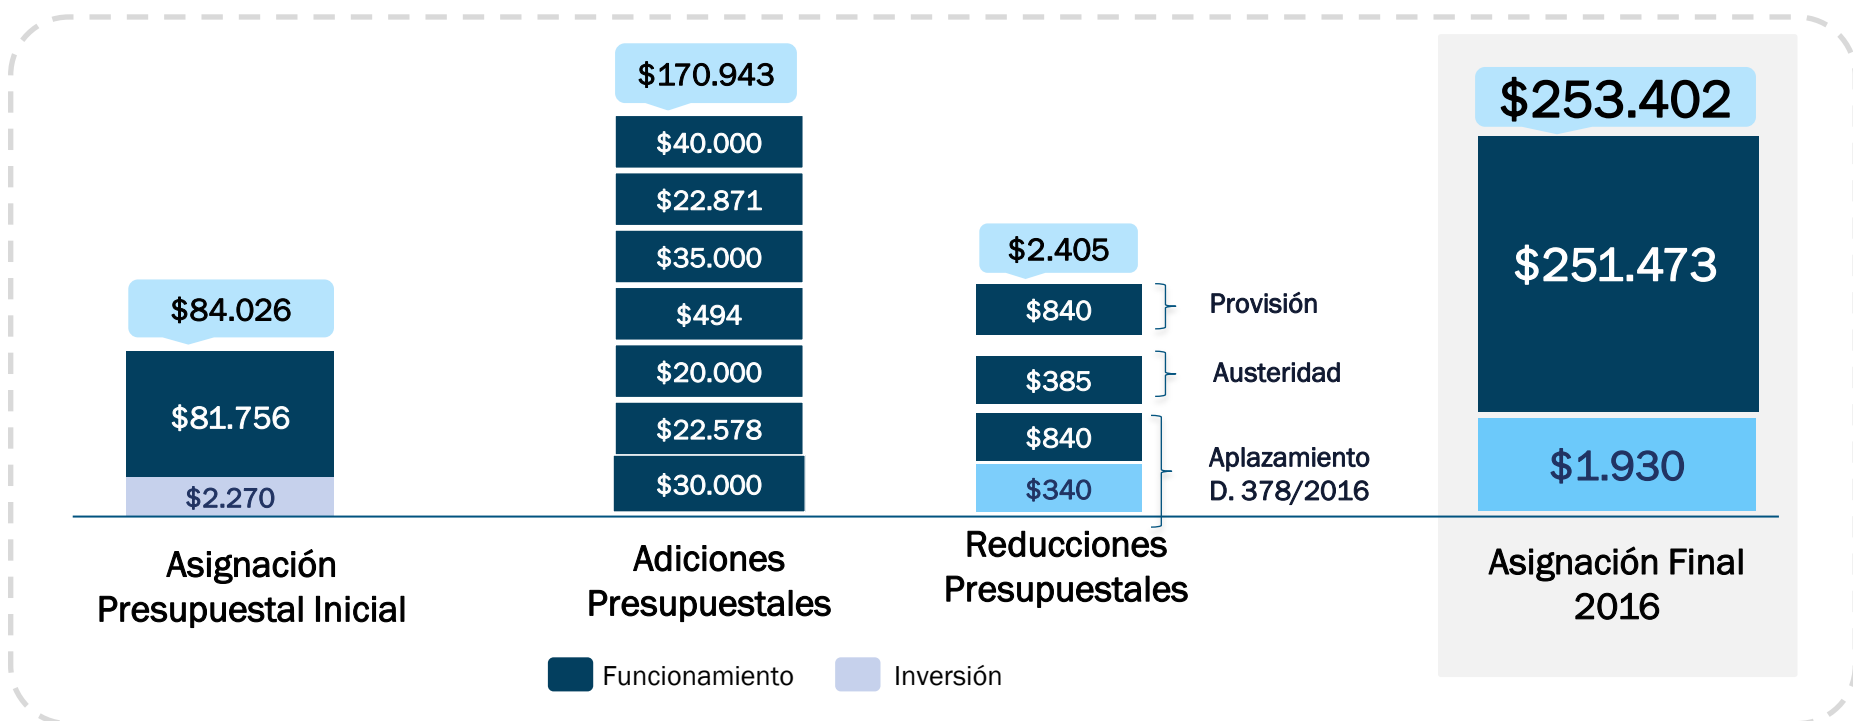 $84.026
$81.756
$2.270
Asignación
Presupuestal Inicial
$170.943
$40.000
$22.871
$35.000
$494
$20.000
$22.578
$30.000
Adiciones
Presupuestales
$2.405
$840
Provisión
$385
Austeridad
$840
$340
Aplazamiento
D. 378/2016
Reducciones
Presupuestales
$253.402
$251.473
$1.930
Asignación Final
2016
Funcionamiento
Inversión